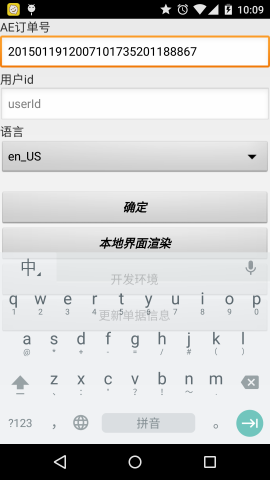 10:09
AE订单号
2015011912007101735201188867
用户id
userId
语言
en_US
确定
本地界面渲染
中
开发环境
q w e r t y u i o p
1 2 3 4 5 6 7 8 9 0
更新单据信息
a s d f g h j k l
z x c v b n m
?123 ， 拼音 。